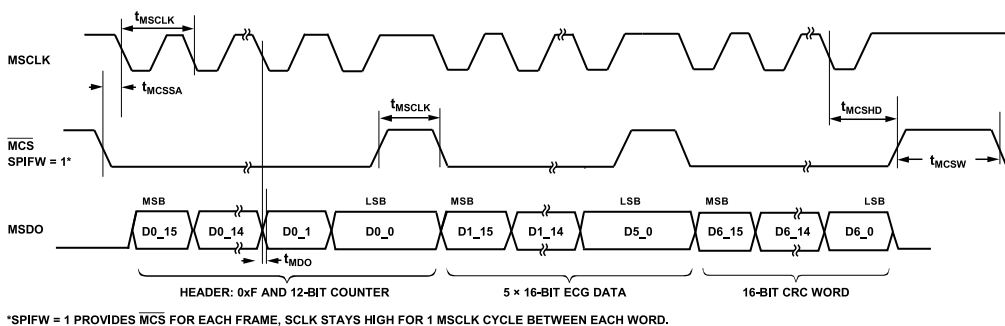 tMSCLK
MSCLK
tMCSSA
tMSCLK
tMCSHD
MCS
SPIFW = 1*
tMCSW
MSB LSB MSB LSB MSB LSB
MSDO D0_15 D0_14 D0_1 D0_0 D1_15 D1_14 D5_0 D6_15 D6_14 D6_0
tMDO
HEADER: 0xF AND 12-BIT COUNTER 5 × 16-BIT ECG DATA 16-BIT CRC WORD
*SPIFW = 1 PROVIDES MCS FOR EACH FRAME, SCLK STAYS HIGH FOR 1 MSCLK CYCLE BETWEEN EACH WORD.